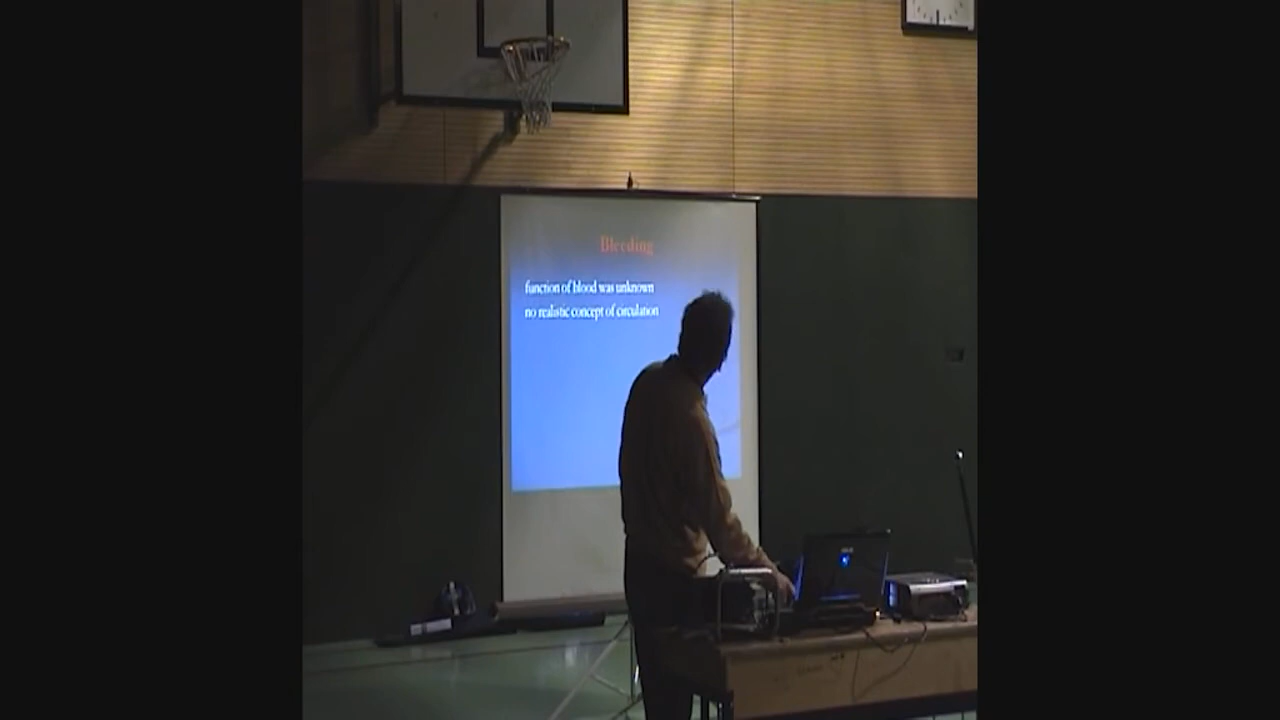 Bleeding
function of blood was unknown
no realistic concept of circulation